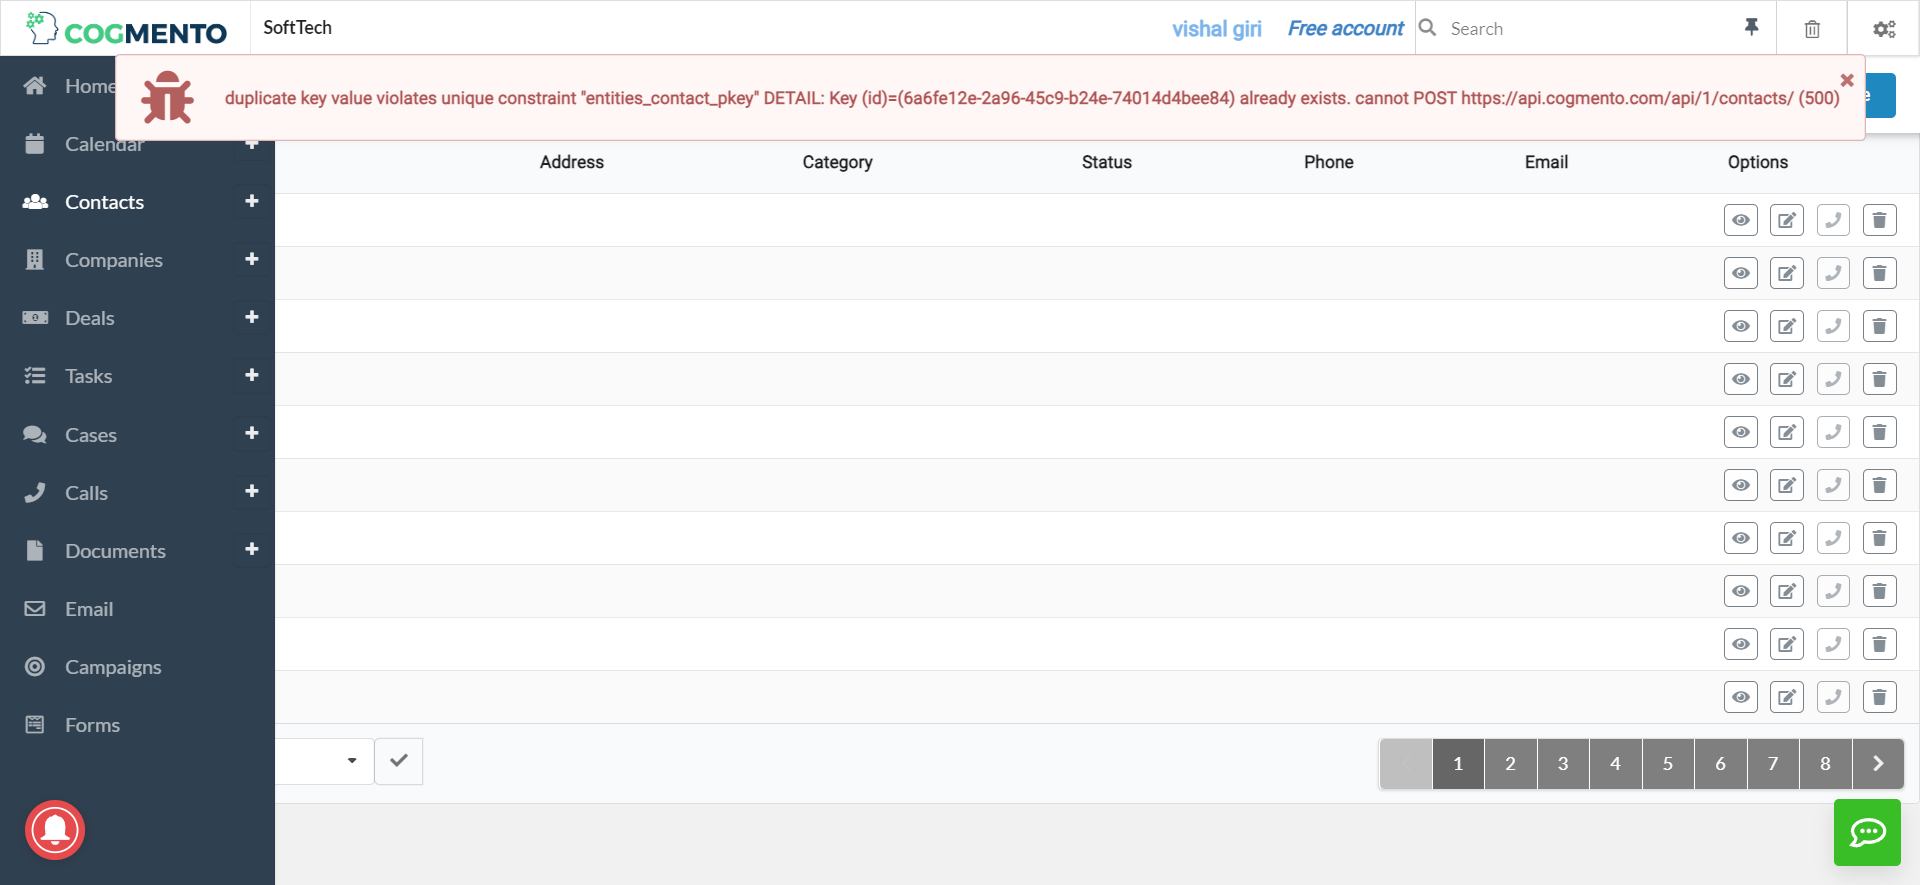 COGMENTO
SoftTech
vishal giri
Free account
Search
duplicate key value violates unique constraint "entities_contact_pkey" DETAIL: Key (id)=(6a6fe12e-2a96-45c9-b24e-74014d4bee84) already exists. cannot POST https://api.cogmento.com/api/1/contacts/ (500)
Home
Calendar
Contacts
Companies
Deals
Tasks
Cases
Calls
Documents
Email
Campaigns
Forms
Address Category Status Phone Email Options
1 2 3 4 5 6 7 8